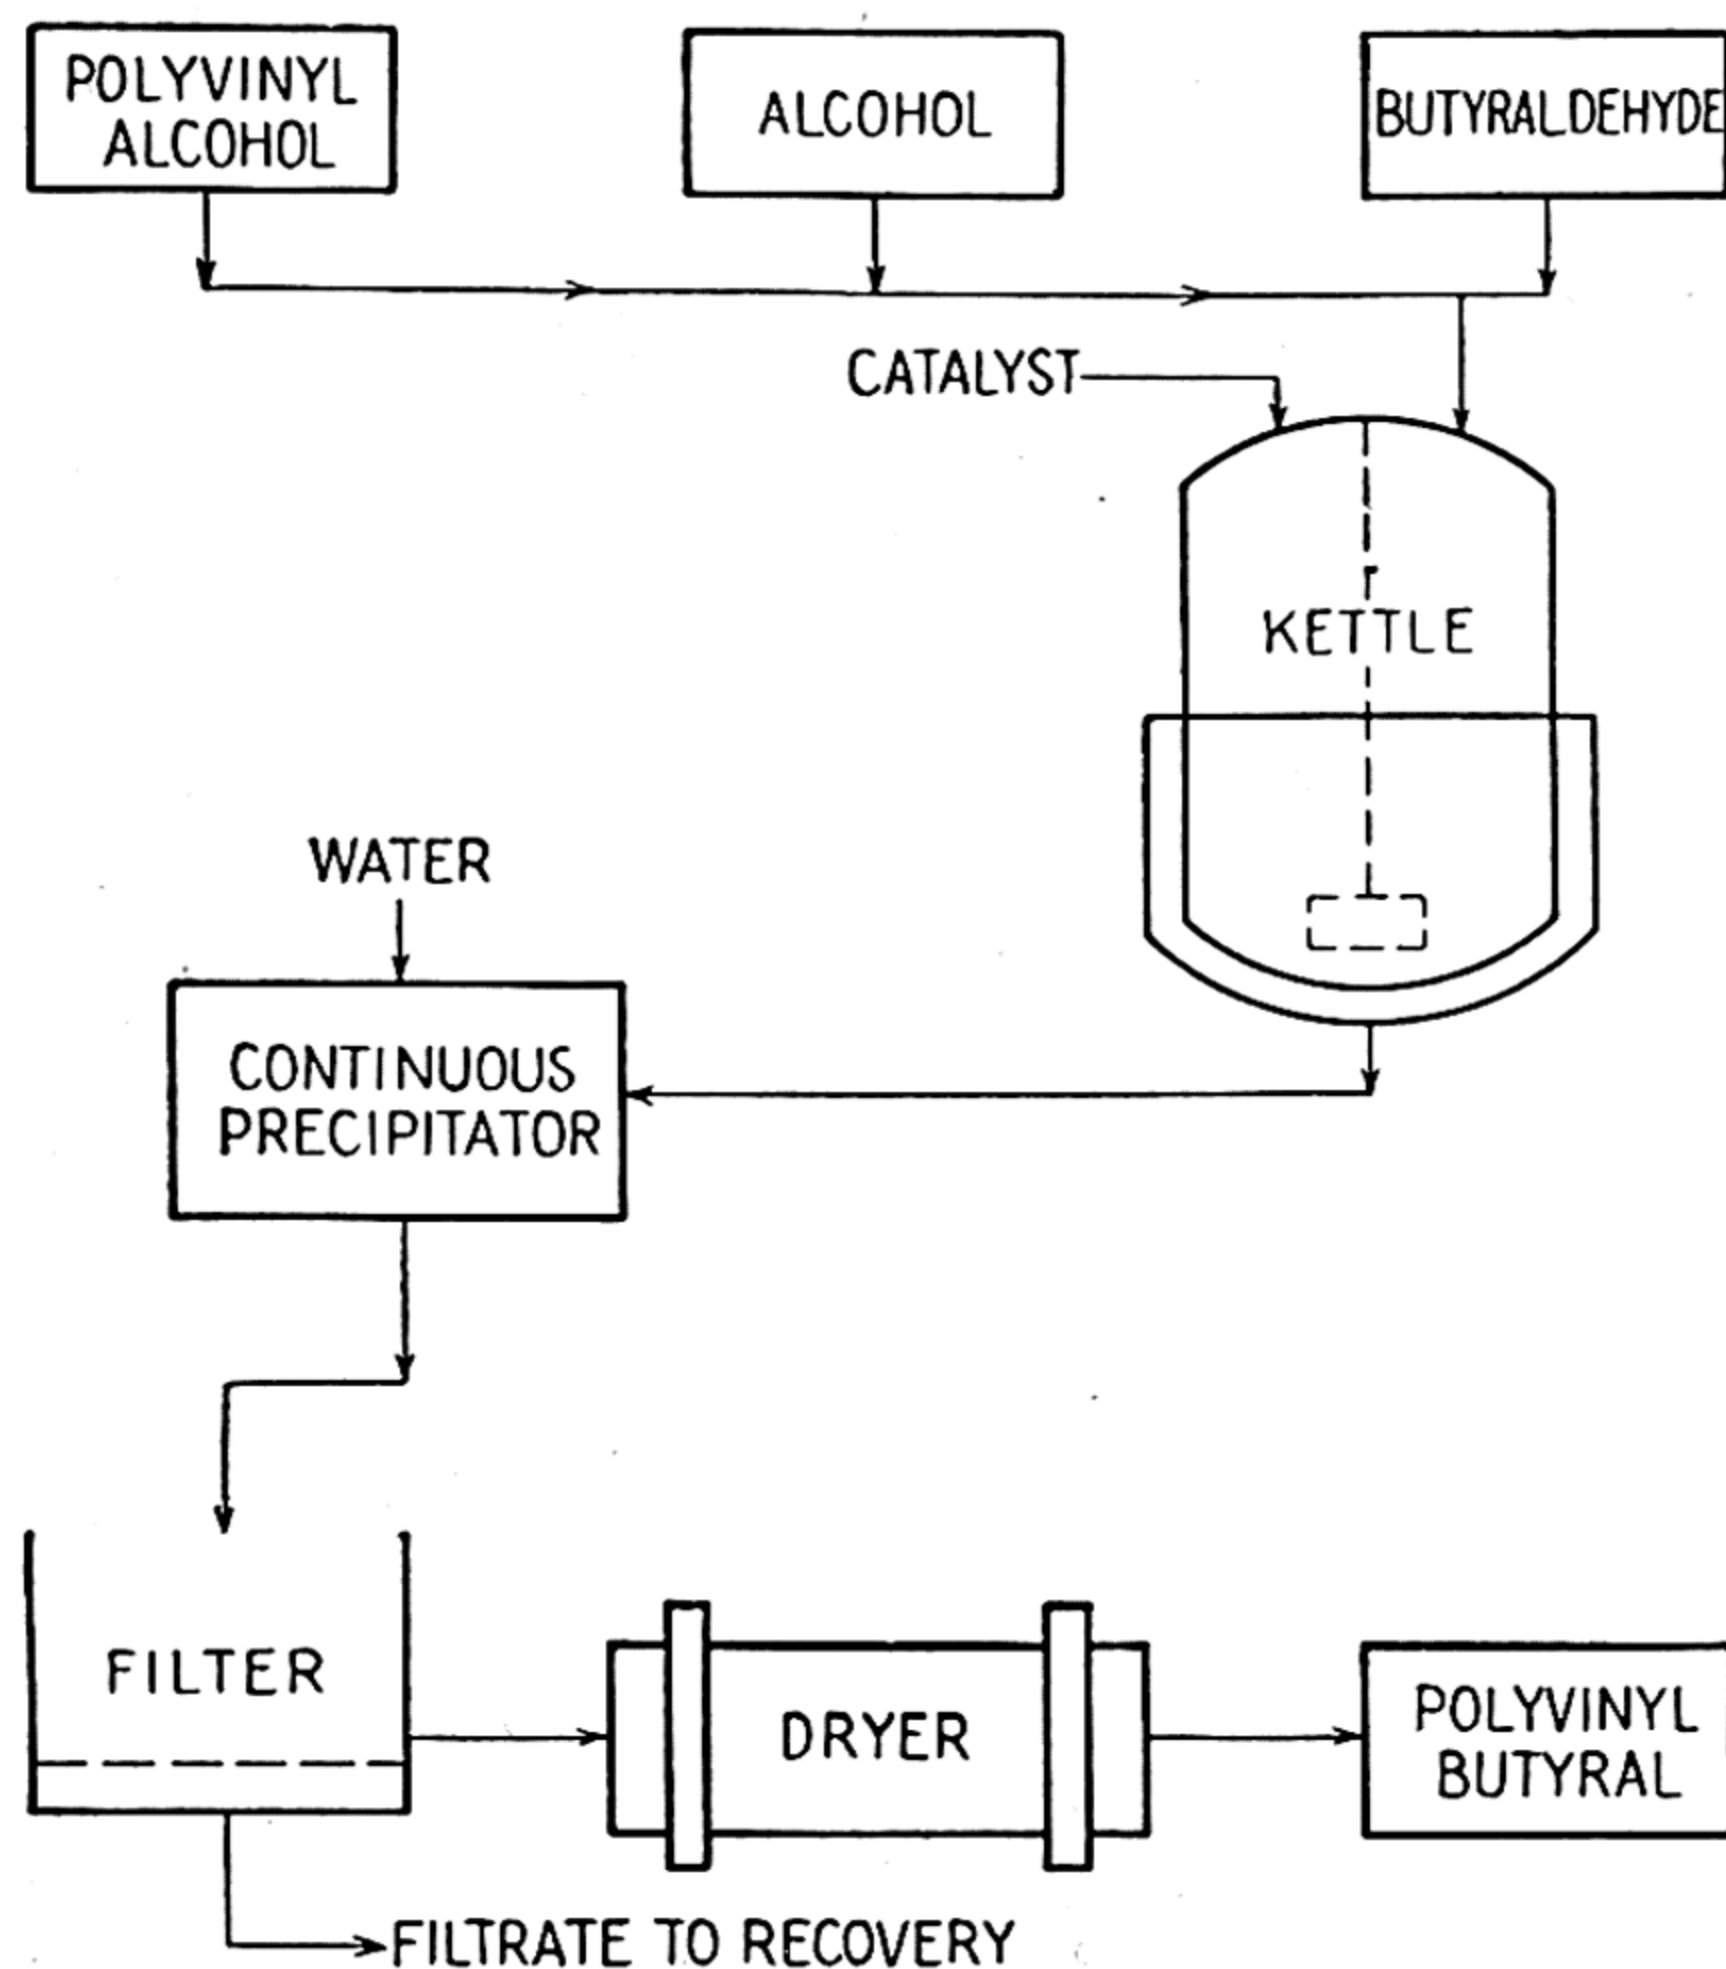 POLYVINYL
ALCOHOL
ALCOHOL
BUTYRALDEHYDE
CATALYST
KETTLE
WATER
CONTINUOUS
PRECIPITATOR
FILTER
DRYER
POLYVINYL
BUTYRAL
FILTRATE TO RECOVERY